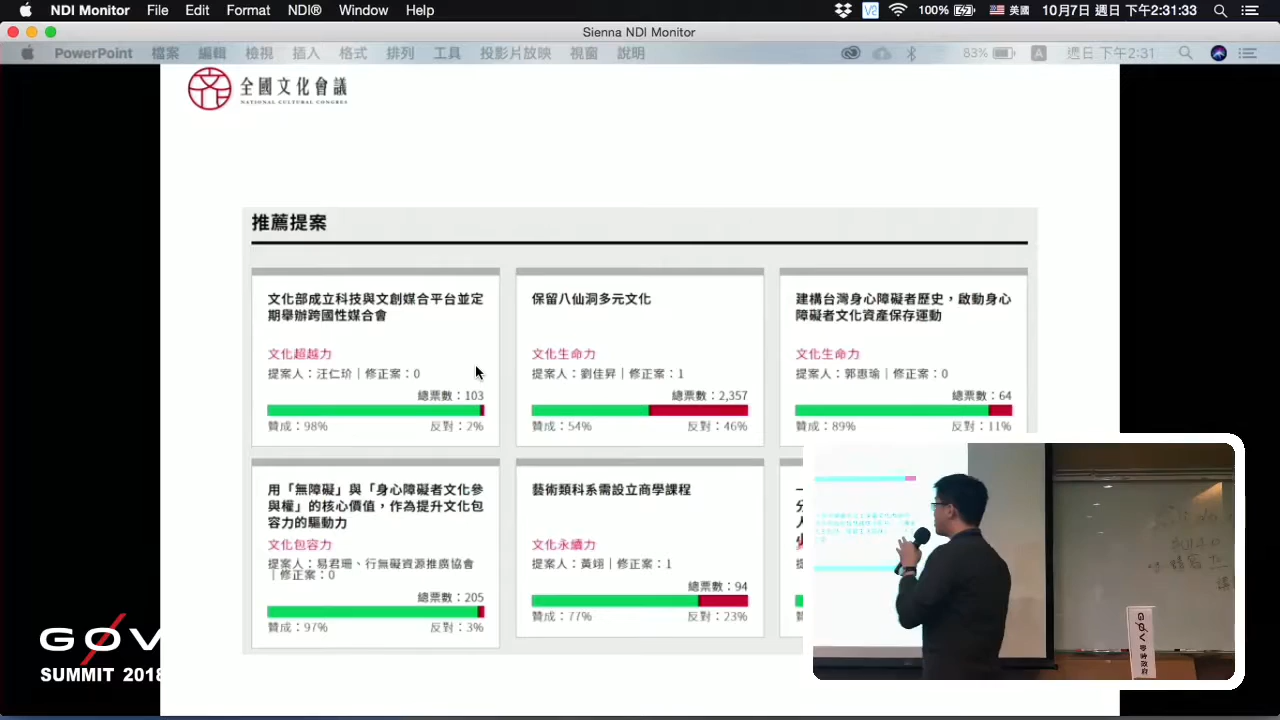 NDI Monitor File Edit Format NDI® Window Help
V2 100% 美國 10月7日 週日 下午2:31:33
Sienna NDI Monitor
PowerPoint 檔案 編輯 檢視 插入 格式 排列 工具 投影片放映 視窗 說明
83% A 週日 下午2:31
全國文化會議
NATIONAL CULTURAL CONGRES
推薦提案
文化部成立科技與文創媒合平台並定
期舉辦跨國性媒合會
文化超越力
提案人：汪仁玠｜修正案：0
總票數：103
贊成：98% 反對：2%
保留八仙洞多元文化
文化生命力
提案人：劉佳昇｜修正案：1
總票數：2,357
贊成：54% 反對：46%
建構台灣身心障礙者歷史，啟動身心
障礙者文化資產保存運動
文化生命力
提案人：郭惠瑜｜修正案：0
總票數：64
贊成：89% 反對：11%
用「無障礙」與「身心障礙者文化參
與權」的核心價值，作為提升文化包
容力的驅動力
文化包容力
提案人：易君珊、行無礙資源推廣協會
｜修正案：0
總票數：205
贊成：97% 反對：3%
藝術類科系需設立商學課程
文化永續力
提案人：黃翊｜修正案：1
總票數：94
贊成：77% 反對：23%
一
分
人
贊
G0V
SUMMIT 2018
G0V 零時政府